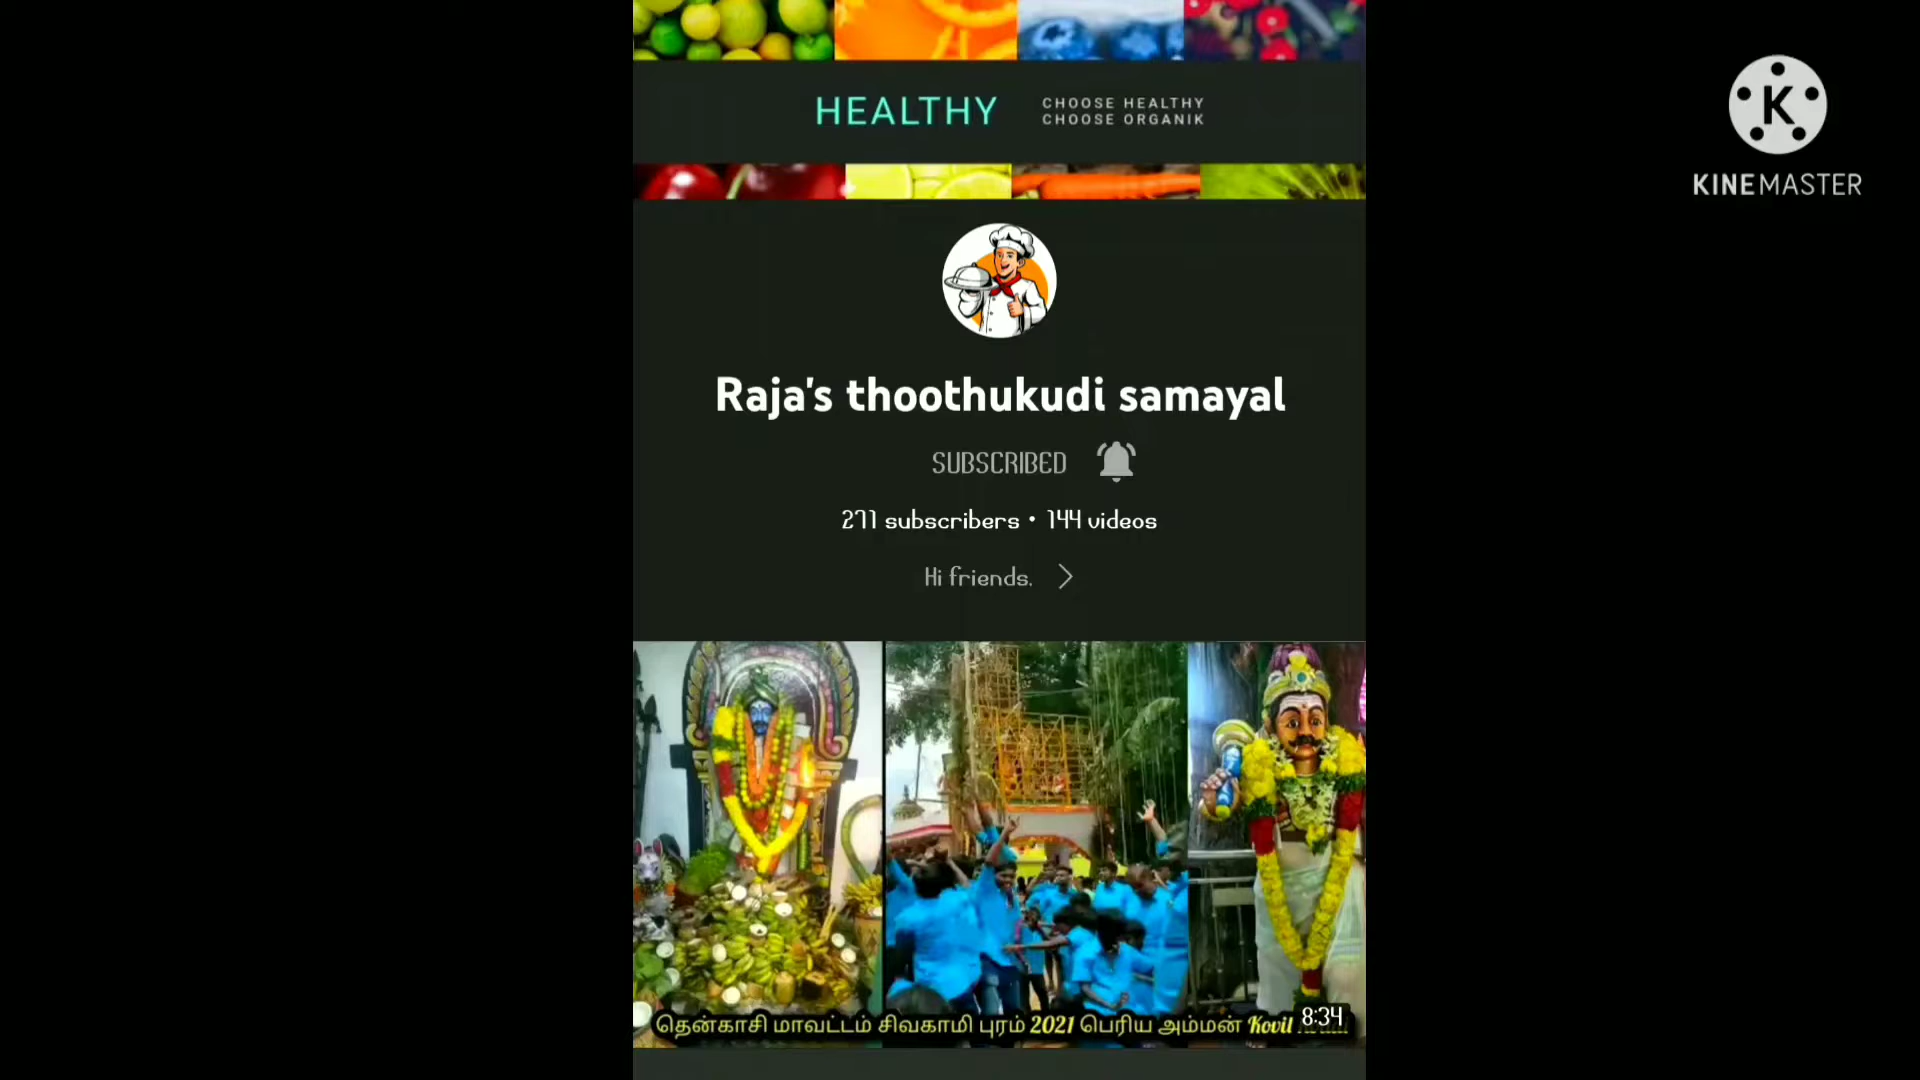 HEALTHY
CHOOSE HEALTHY
CHOOSE ORGANIK
K
KINEMASTER
Raja's thoothukudi samayal
SUBSCRIBED
271 subscribers • 144 videos
Hi friends.
தென்காசி மாவட்டம் சிவகாமி புரம் 2021 பெரிய அம்மன் Kovil
8:34